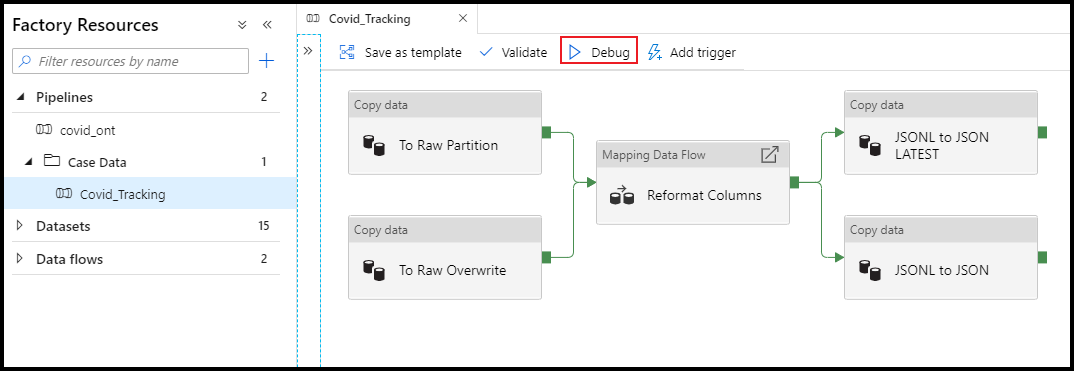 Factory Resources
Filter resources by name
Pipelines 2
covid_ont
Case Data 1
Covid_Tracking
Datasets 15
Data flows 2
Covid_Tracking
Save as template Validate Debug Add trigger
Copy data
To Raw Partition
Copy data
To Raw Overwrite
Mapping Data Flow
Reformat Columns
Copy data
JSONL to JSON
LATEST
Copy data
JSONL to JSON